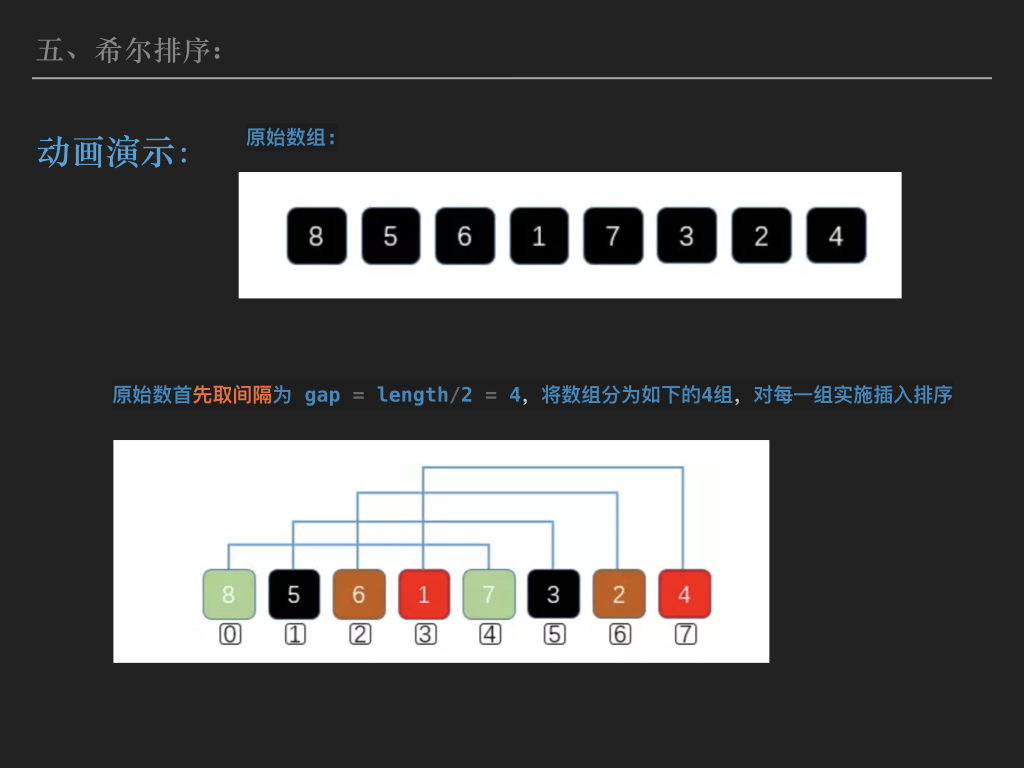 五、希尔排序:
动画演示:
原始数组:
8 5 6 1 7 3 2 4
原始数首先取间隔为 gap = length/2 = 4，将数组分为如下的4组，对每一组实施插入排序
8 5 6 1 7 3 2 4
0 1 2 3 4 5 6 7